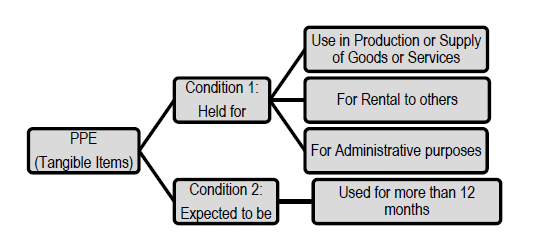 PPE
(Tangible Items)
Condition 1:
Held for
Use in Production or Supply
of Goods or Services
For Rental to others
For Administrative purposes
Condition 2:
Expected to be
Used for more than 12
months